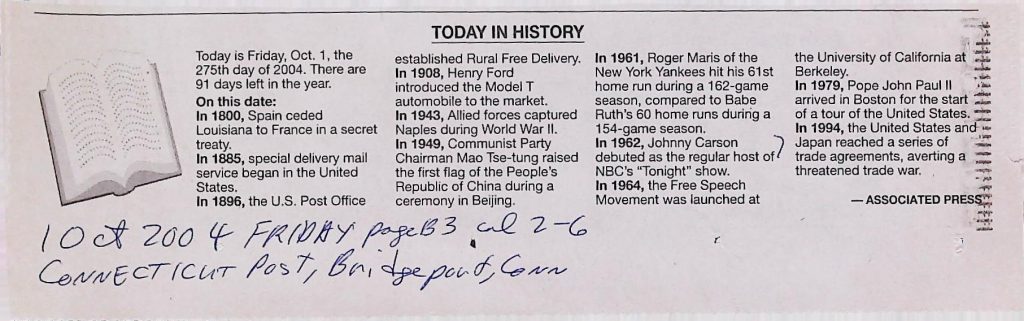 TODAY IN HISTORY
Today is Friday, Oct. 1, the
275th day of 2004. There are
91 days left in the year.
On this date:
In 1800, Spain ceded
Louisiana to France in a secret
treaty.
In 1885, special delivery mail
service began in the United
States.
In 1896, the U.S. Post Office
established Rural Free Delivery.
In 1908, Henry Ford
introduced the Model T
automobile to the market.
In 1943, Allied forces captured
Naples during World War II.
In 1949, Communist Party
Chairman Mao Tse-tung raised
the first flag of the People's
Republic of China during a
ceremony in Beijing.
In 1961, Roger Maris of the
New York Yankees hit his 61st
home run during a 162-game
season, compared to Babe
Ruth's 60 home runs during a
154-game season.
In 1962, Johnny Carson
debuted as the regular host of
NBC's "Tonight" show.
In 1964, the Free Speech
Movement was launched at
the University of California at
Berkeley.
In 1979, Pope John Paul II
arrived in Boston for the start
of a tour of the United States.
In 1994, the United States and
Japan reached a series of
trade agreements, averting a
threatened trade war.
— ASSOCIATED PRESS
1 Oct 2004 FRIDAY page B3 col 2-6
CONNECTICUT Post, Bridgeport, Conn